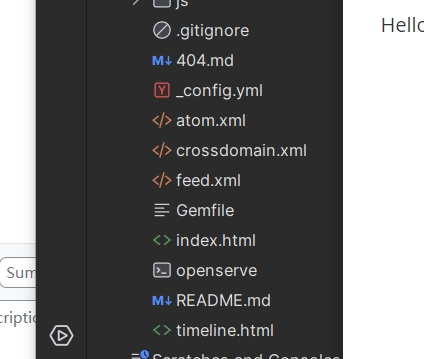 js
Hello
.gitignore
404.md
_config.yml
atom.xml
crossdomain.xml
feed.xml
Gemfile
index.html
openserve
README.md
timeline.html
Scratches and Consoles
Sum
criptic